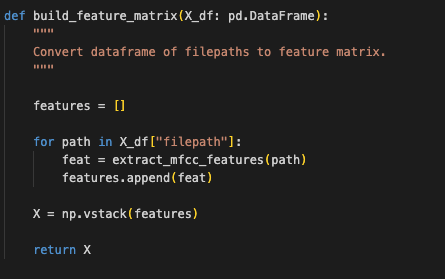 def build_feature_matrix(X_df: pd.DataFrame):
    """
    Convert dataframe of filepaths to feature matrix.
    """
    features = []
    for path in X_df["filepath"]:
        feat = extract_mfcc_features(path)
        features.append(feat)
    X = np.vstack(features)
    return X